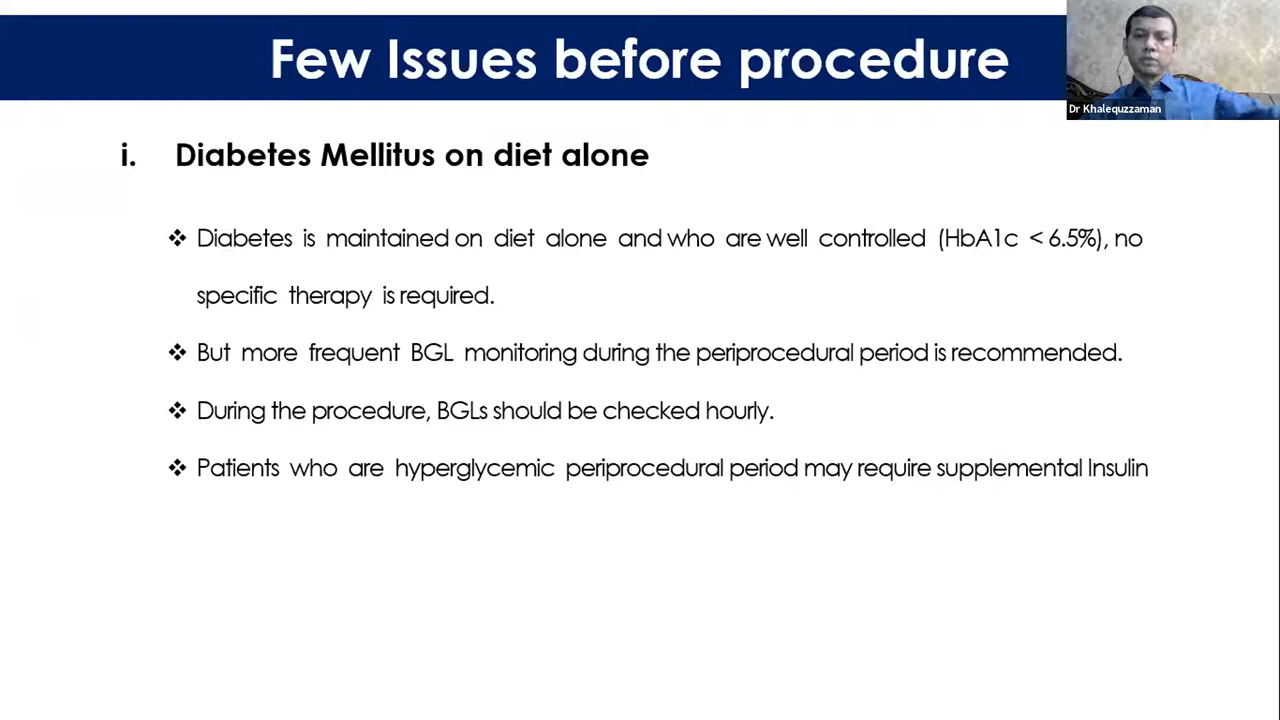 Few Issues before procedure
Dr Khalequzzaman
i. Diabetes Mellitus on diet alone
❖ Diabetes is maintained on diet alone and who are well controlled (HbA1c < 6.5%), no
specific therapy is required.
❖ But more frequent BGL monitoring during the periprocedural period is recommended.
❖ During the procedure, BGLs should be checked hourly.
❖ Patients who are hyperglycemic periprocedural period may require supplemental Insulin